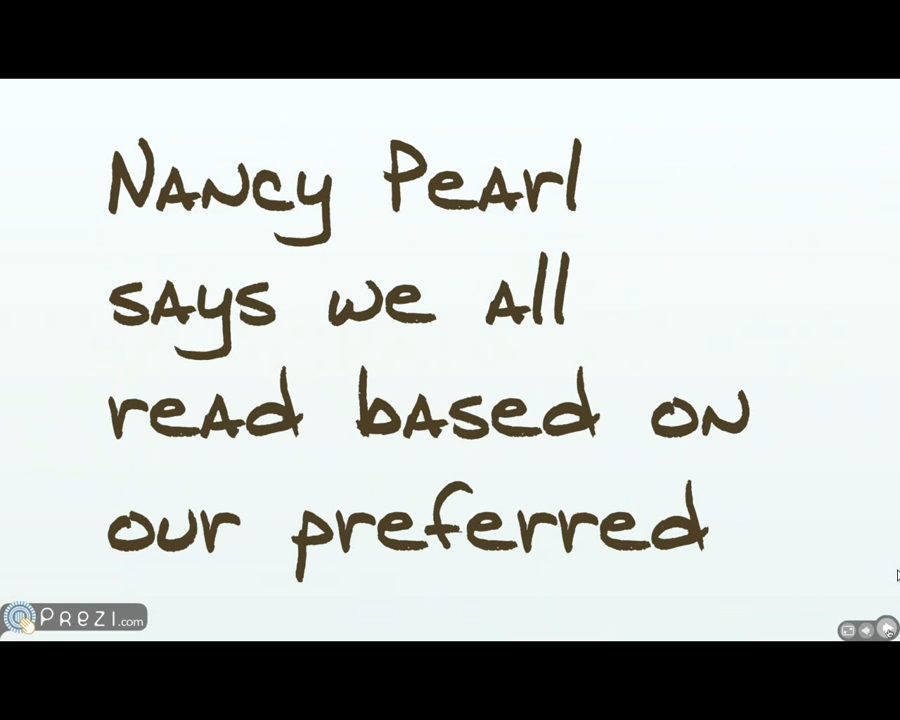 Nancy Pearl
says we all
read based on
our preferred
Prezi.com